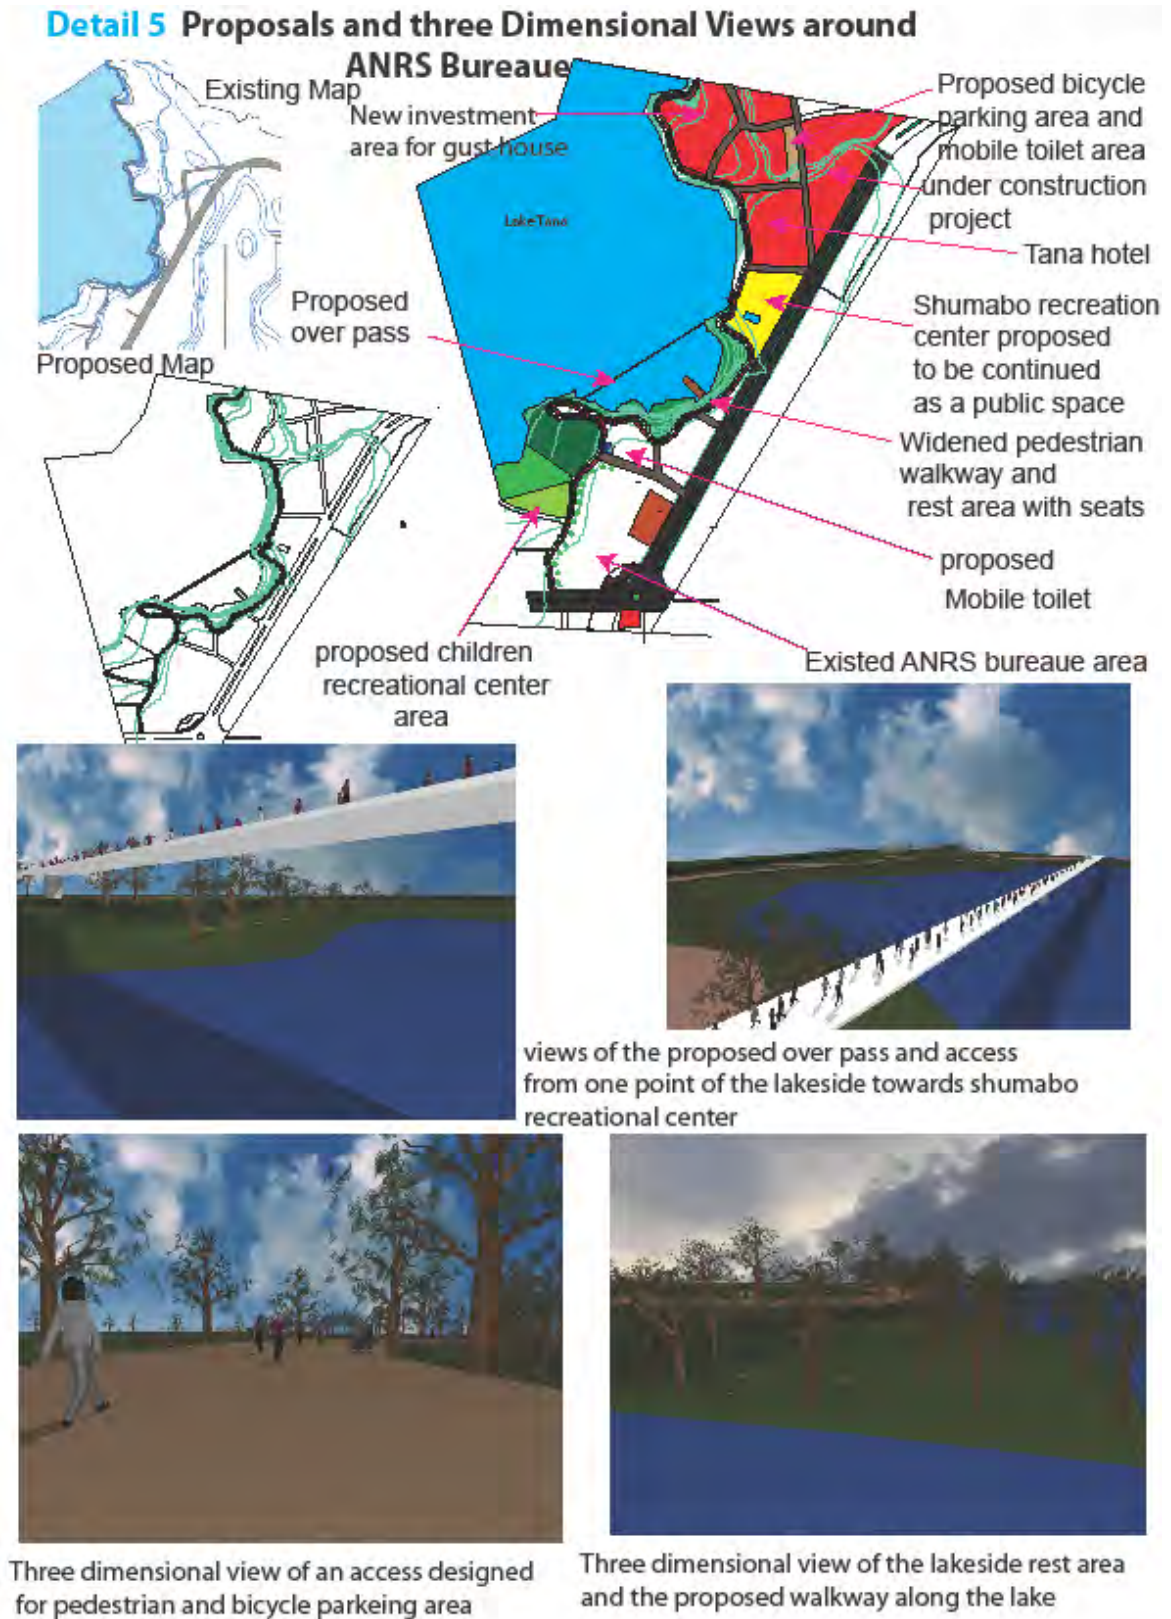 Detail 5 Proposals and three Dimensional Views around
ANRS Bureaue
Existing Map
New investment
area for gust house
Proposed bicycle
parking area and
mobile toilet area
under construction
project
Lake Tana
Tana hotel
Proposed
over pass
Shumabo recreation
center proposed
to be continued
as a public space
Proposed Map
Widened pedestrian
walkway and
rest area with seats
proposed
Mobile toilet
proposed children
recreational center
area
Existed ANRS bureaue area
views of the proposed over pass and access
from one point of the lakeside towards shumabo
recreational center
Three dimensional view of an access designed
for pedestrian and bicycle parkeing area
Three dimensional view of the lakeside rest area
and the proposed walkway along the lake